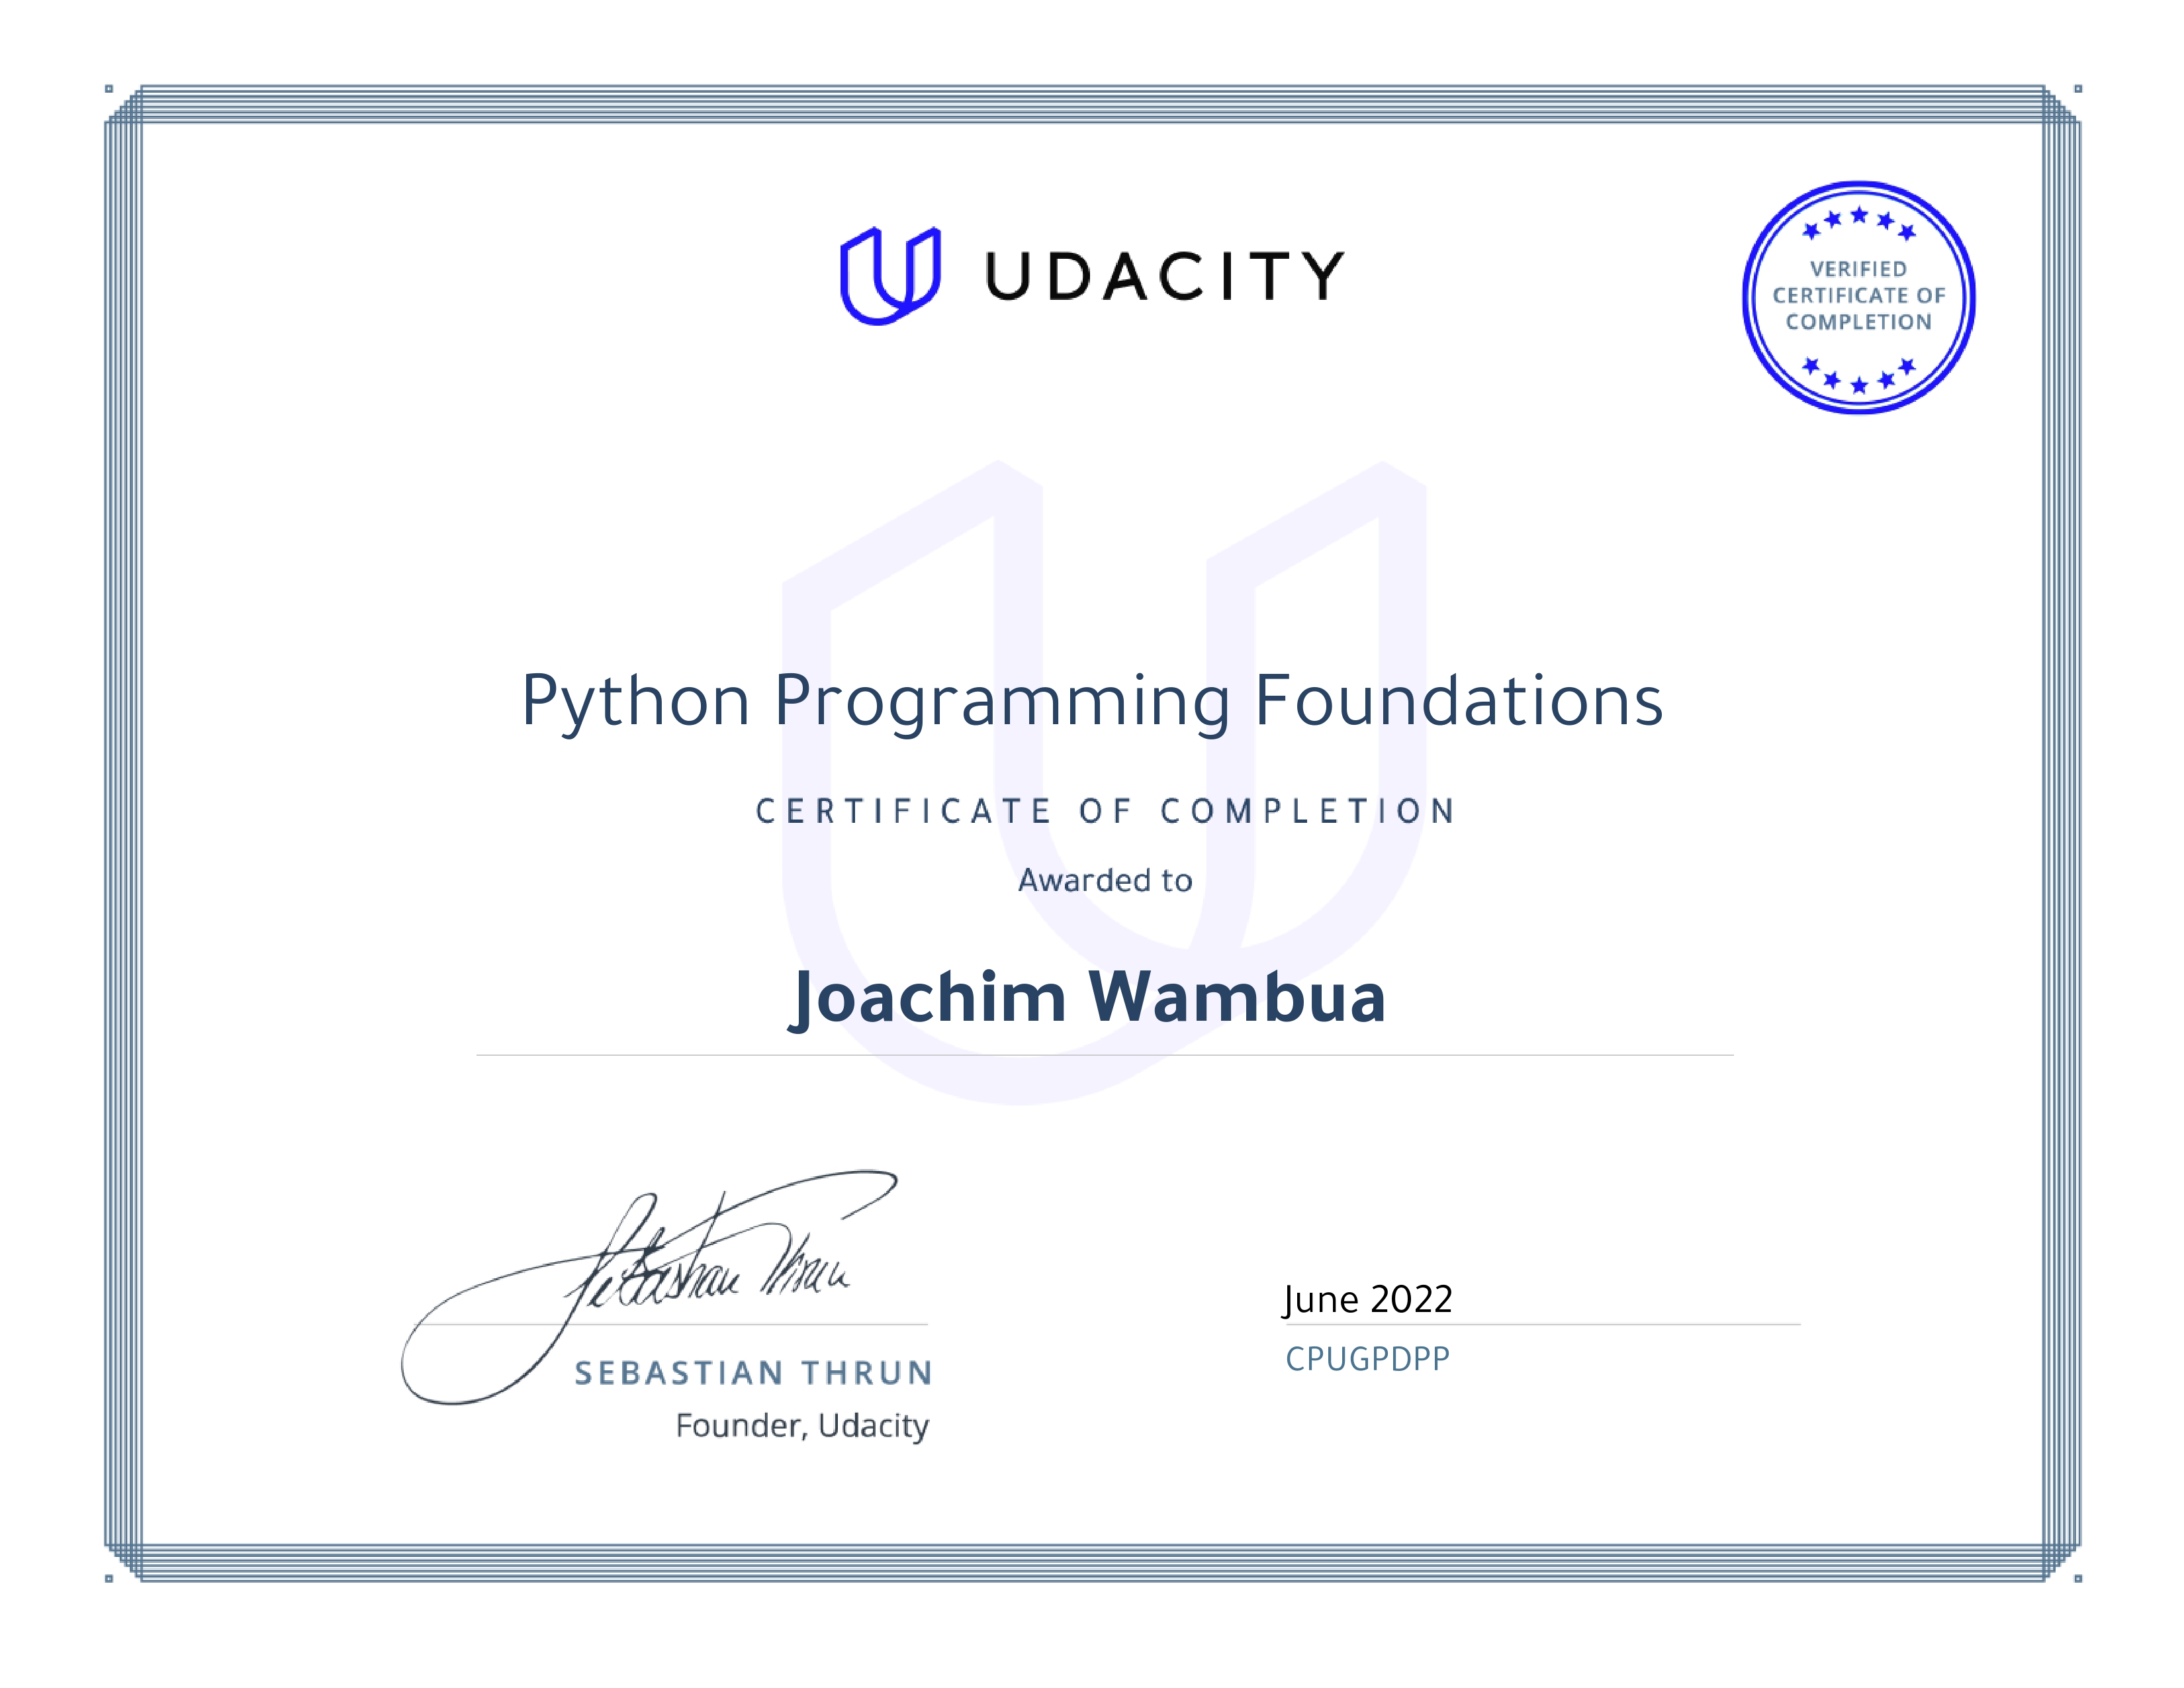 UDACITY
VERIFIED
CERTIFICATE OF
COMPLETION
Python Programming Foundations
CERTIFICATE OF COMPLETION
Awarded to
Joachim Wambua
Sebastian Thrun
SEBASTIAN THRUN
Founder, Udacity
June 2022
CPUGPDPP